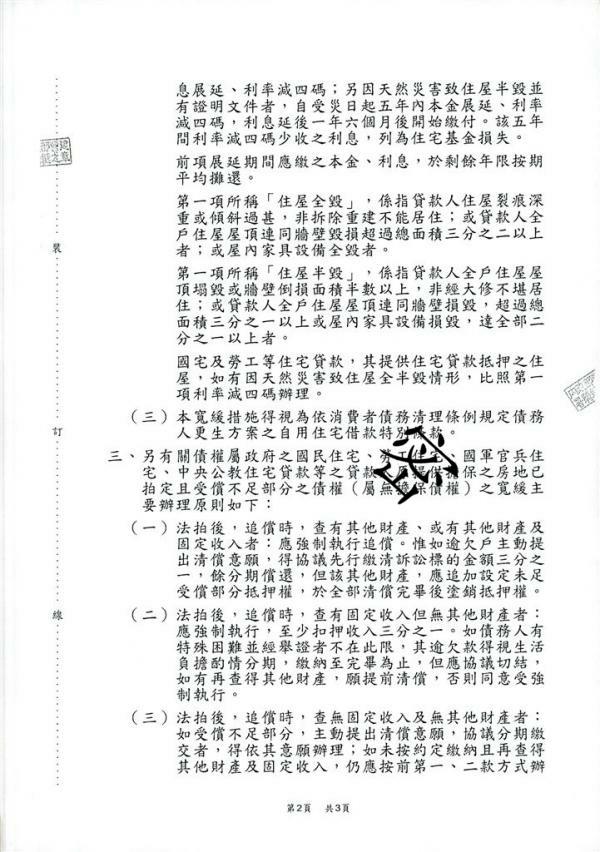 息展延、利率減四碼；另因天然災害致住屋半毀並
有證明文件者，自受災日起五年內本金展延、利率
減四碼，利息延後一年六個月後開始繳付。該五年
間利率減四碼少收之利息，列為住宅基金損失。
前項展延期間應繳之本金、利息，於剩餘年限按期
平均攤還。
第一項所稱「住屋全毀」，係指貸款人住屋裂痕深
重或傾斜過甚，非拆除重建不能居住；或貸款人全
戶住屋屋頂連同牆壁毀損超過總面積三分之二以上
者；或屋內家具設備全毀者。
第一項所稱「住屋半毀」，係指貸款人全戶住屋屋
頂塌毀或牆壁倒損面積半數以上，非經大修不堪居
住；或貸款人全戶住屋屋頂連同牆壁毀損，超過總
面積三分之一以上或屋內家具設備損毀，達全部二
分之一以上者。
國宅及勞工等住宅貸款，其提供住宅貸款抵押之住
屋，如有因天然災害致住屋全半毀情形，比照第一
項利率減四碼辦理。
（三）本寬緩措施得視為依消費者債務清理條例規定債務
人更生方案之自用住宅借款特別條款。
三、另有關債權屬政府之國民住宅、勞工住宅、國軍官兵住
宅、中央公教住宅貸款等之貸款，原提供擔保之房地已
拍定且受償不足部分之債權（屬無擔保債權）之寬緩主
要辦理原則如下：
（一）法拍後，追償時，查有其他財產、或有其他財產及
固定收入者：應強制執行追償。惟如逾欠戶主動提
出清償意願，得協議先行繳清訴訟標的金額三分之
一，餘分期償還，但該其他財產，應追加設定未足
受償部分抵押權，於全部清償完畢後塗銷抵押權。
（二）法拍後，追償時，查有固定收入但無其他財產者：
應強制執行，至少扣押收入三分之一。如債務人有
特殊困難並經舉證者不在此限，其逾欠款得視生活
負擔酌情分期，繳納至完畢為止，但應協議切結，
如有再查得其他財產，願提前清償，否則同意受強
制執行。
（三）法拍後，追償時，查無固定收入及無其他財產者：
如受償不足部分，主動提出清償意願，協議分期繳
交者，得依其意願辦理；如未按約定繳納且再查得
其他財產及固定收入，仍應按前第一、二款方式辦
裝
訂
線
第2頁 共3頁